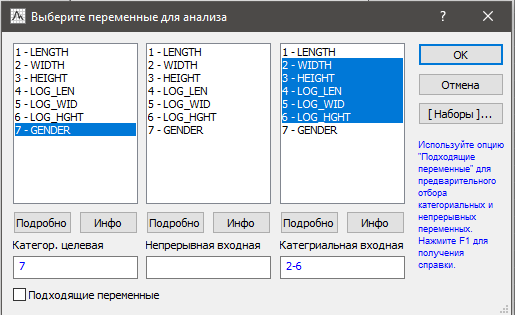 Выберите переменные для анализа
?
1 - LENGTH
2 - WIDTH
3 - HEIGHT
4 - LOG_LEN
5 - LOG_WID
6 - LOG_HGHT
7 - GENDER
1 - LENGTH
2 - WIDTH
3 - HEIGHT
4 - LOG_LEN
5 - LOG_WID
6 - LOG_HGHT
7 - GENDER
1 - LENGTH
2 - WIDTH
3 - HEIGHT
4 - LOG_LEN
5 - LOG_WID
6 - LOG_HGHT
7 - GENDER
OK
Отмена
[ Наборы ]...
Используйте опцию
"Подходящие
переменные" для
предварительного
отбора
категориальных и
непрерывных
переменных.
Нажмите F1 для
получения
справки.
Подробно Инфо Подробно Инфо Подробно Инфо
Категор. целевая Непрерывная входная Категриальная входная
7 2-6
Подходящие переменные